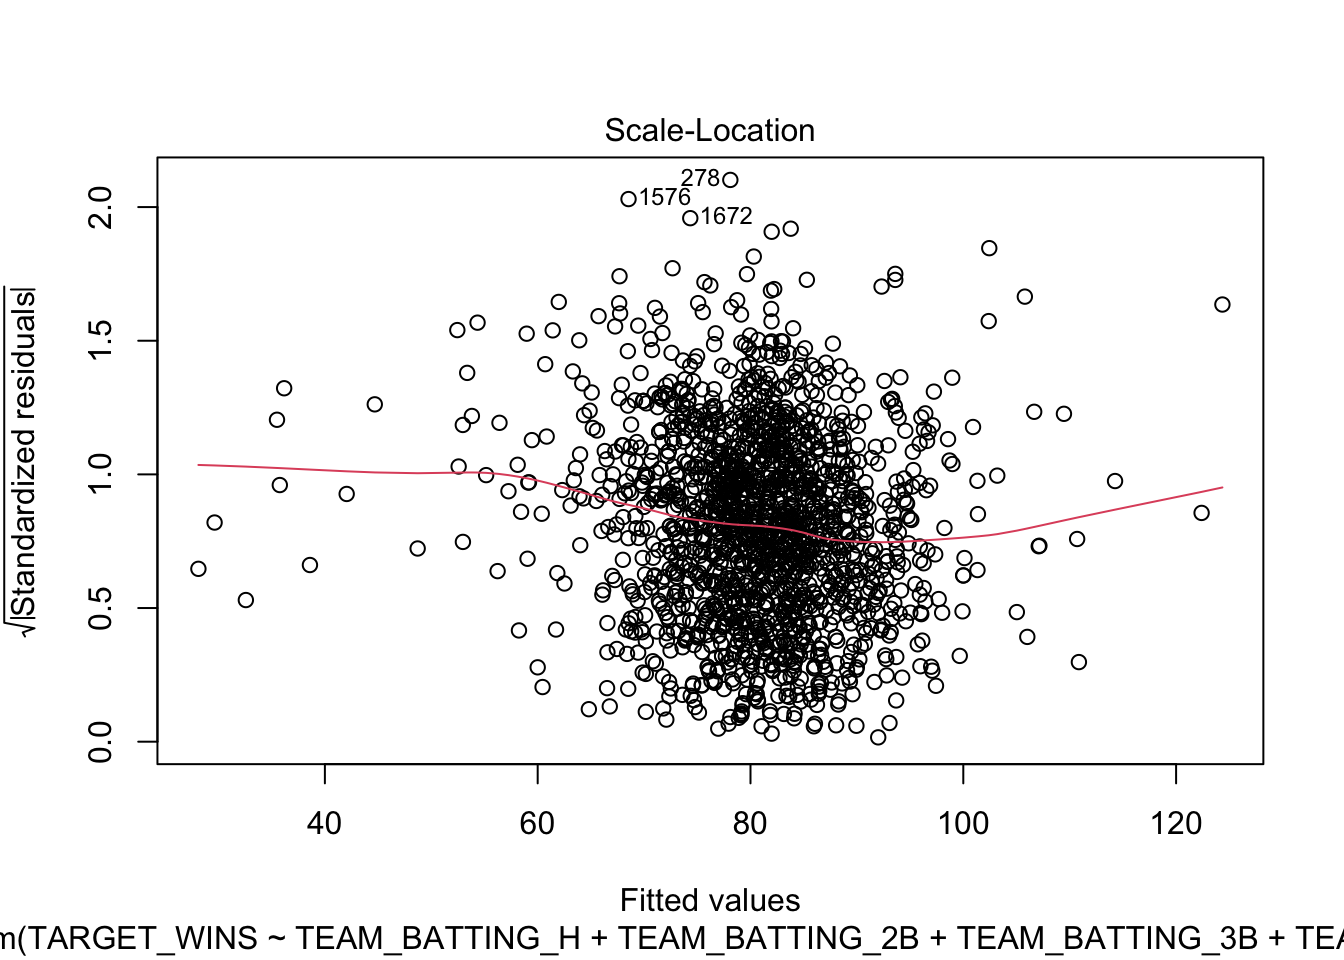 Scale-Location
278
1576
1672
√|Standardized residuals|
2.0
1.5
1.0
0.5
0.0
40 60 80 100 120
Fitted values
m(TARGET_WINS ~ TEAM_BATTING_H + TEAM_BATTING_2B + TEAM_BATTING_3B + TEA